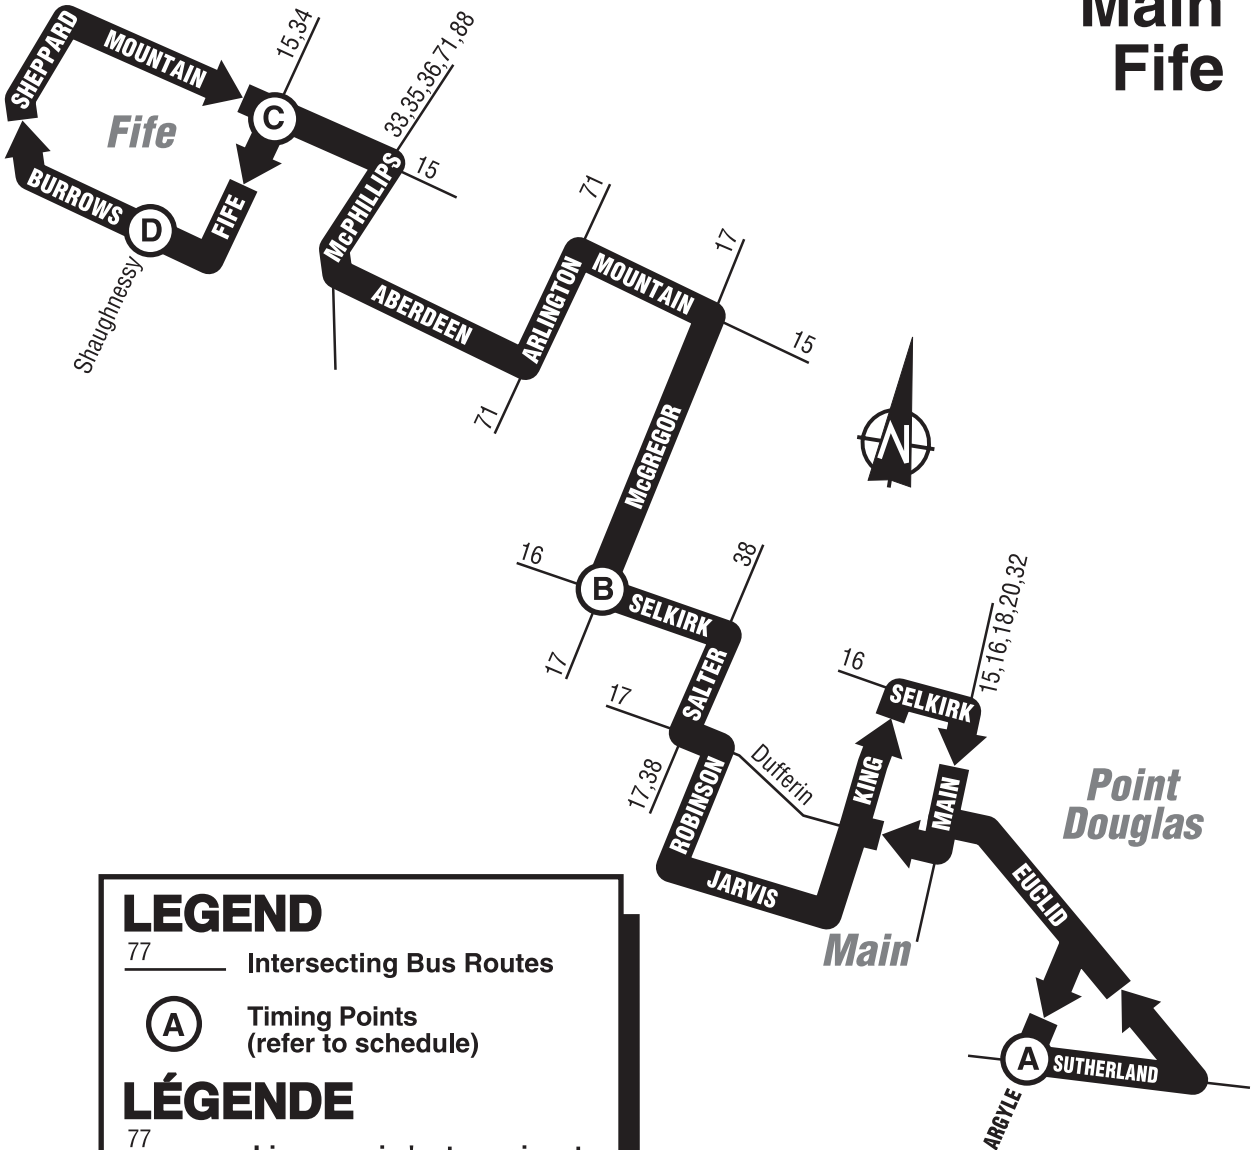 Main
Fife
SHEPPARD
MOUNTAIN
15,34
33,35,36,71,88
C
Fife
15
BURROWS
D
FIFE
McPHILLIPS
Shaughnessy
ABERDEEN
ARLINGTON
71
MOUNTAIN
17
15
71
McGREGOR
N
16
B
SELKIRK
38
17
SALTER
17
17,38
ROBINSON
Dufferin
16
SELKIRK
15,16,18,20,32
KING
MAIN
Point
Douglas
JARVIS
Main
EUCLID
A
SUTHERLAND
ARGYLE
LEGEND
77
Intersecting Bus Routes
A
Timing Points
(refer to schedule)
LÉGENDE
77